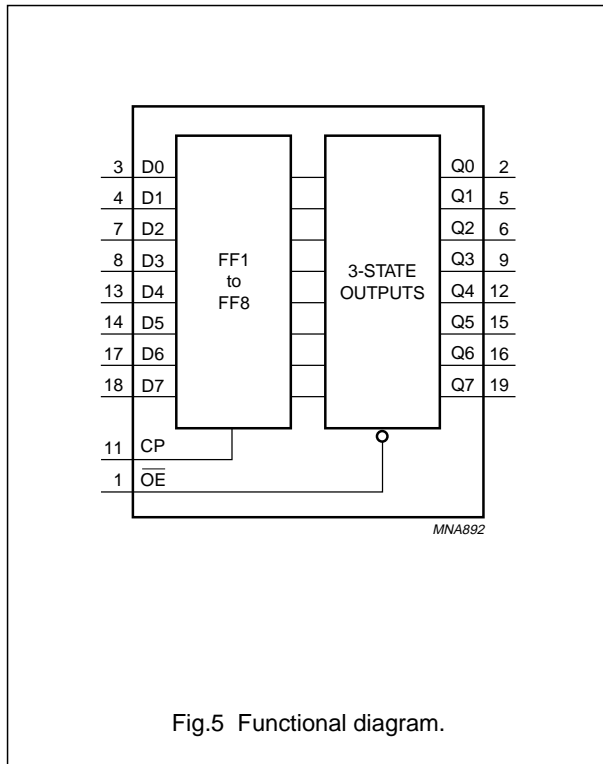 3 D0 Q0 2
4 D1 Q1 5
7 D2 Q2 6
8 D3 FF1 Q3 9
to 3-STATE
13 D4 FF8 OUTPUTS Q4 12
14 D5 Q5 15
17 D6 Q6 16
18 D7 Q7 19
11 CP
1 O̅E̅
MNA892
Fig.5 Functional diagram.